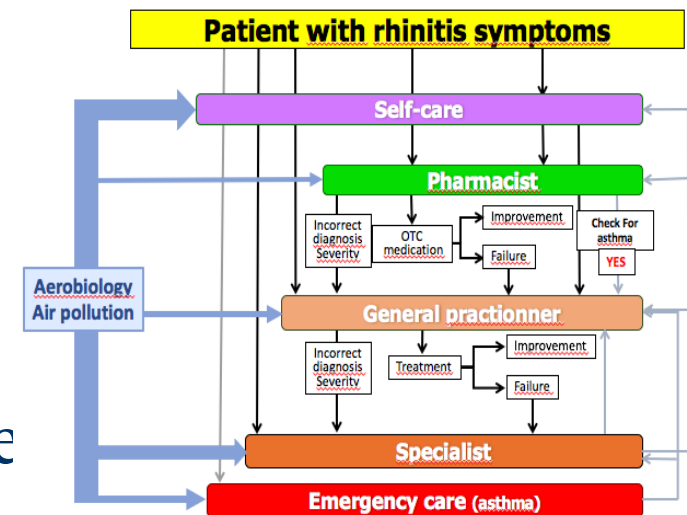 Patient with rhinitis symptoms
Self-care
Pharmacist
Incorrect
diagnosis
Severity
OTC
medication
Improvement
Failure
Check For
asthma
YES
Aerobiology
Air pollution
General practionner
Incorrect
diagnosis
Severity
Treatment
Improvement
Failure
e
Specialist
Emergency care (asthma)